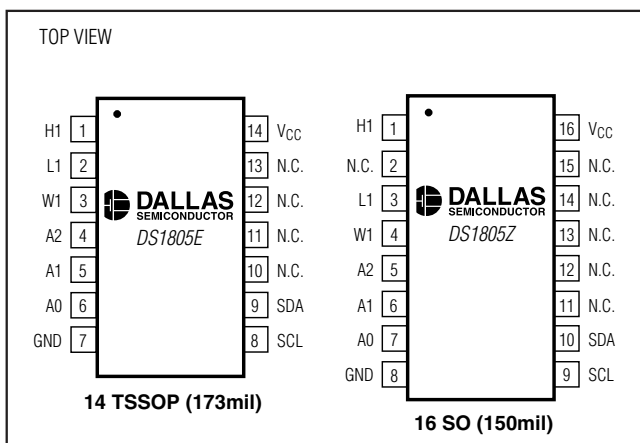 TOP VIEW
H1 1
L1 2
W1 3
A2 4
A1 5
A0 6
GND 7
14 VCC
13 N.C.
12 N.C.
11 N.C.
10 N.C.
9 SDA
8 SCL
DALLAS
SEMICONDUCTOR
DS1805E
14 TSSOP (173mil)
H1 1
N.C. 2
L1 3
W1 4
A2 5
A1 6
A0 7
GND 8
16 VCC
15 N.C.
14 N.C.
13 N.C.
12 N.C.
11 N.C.
10 SDA
9 SCL
DALLAS
SEMICONDUCTOR
DS1805Z
16 SO (150mil)